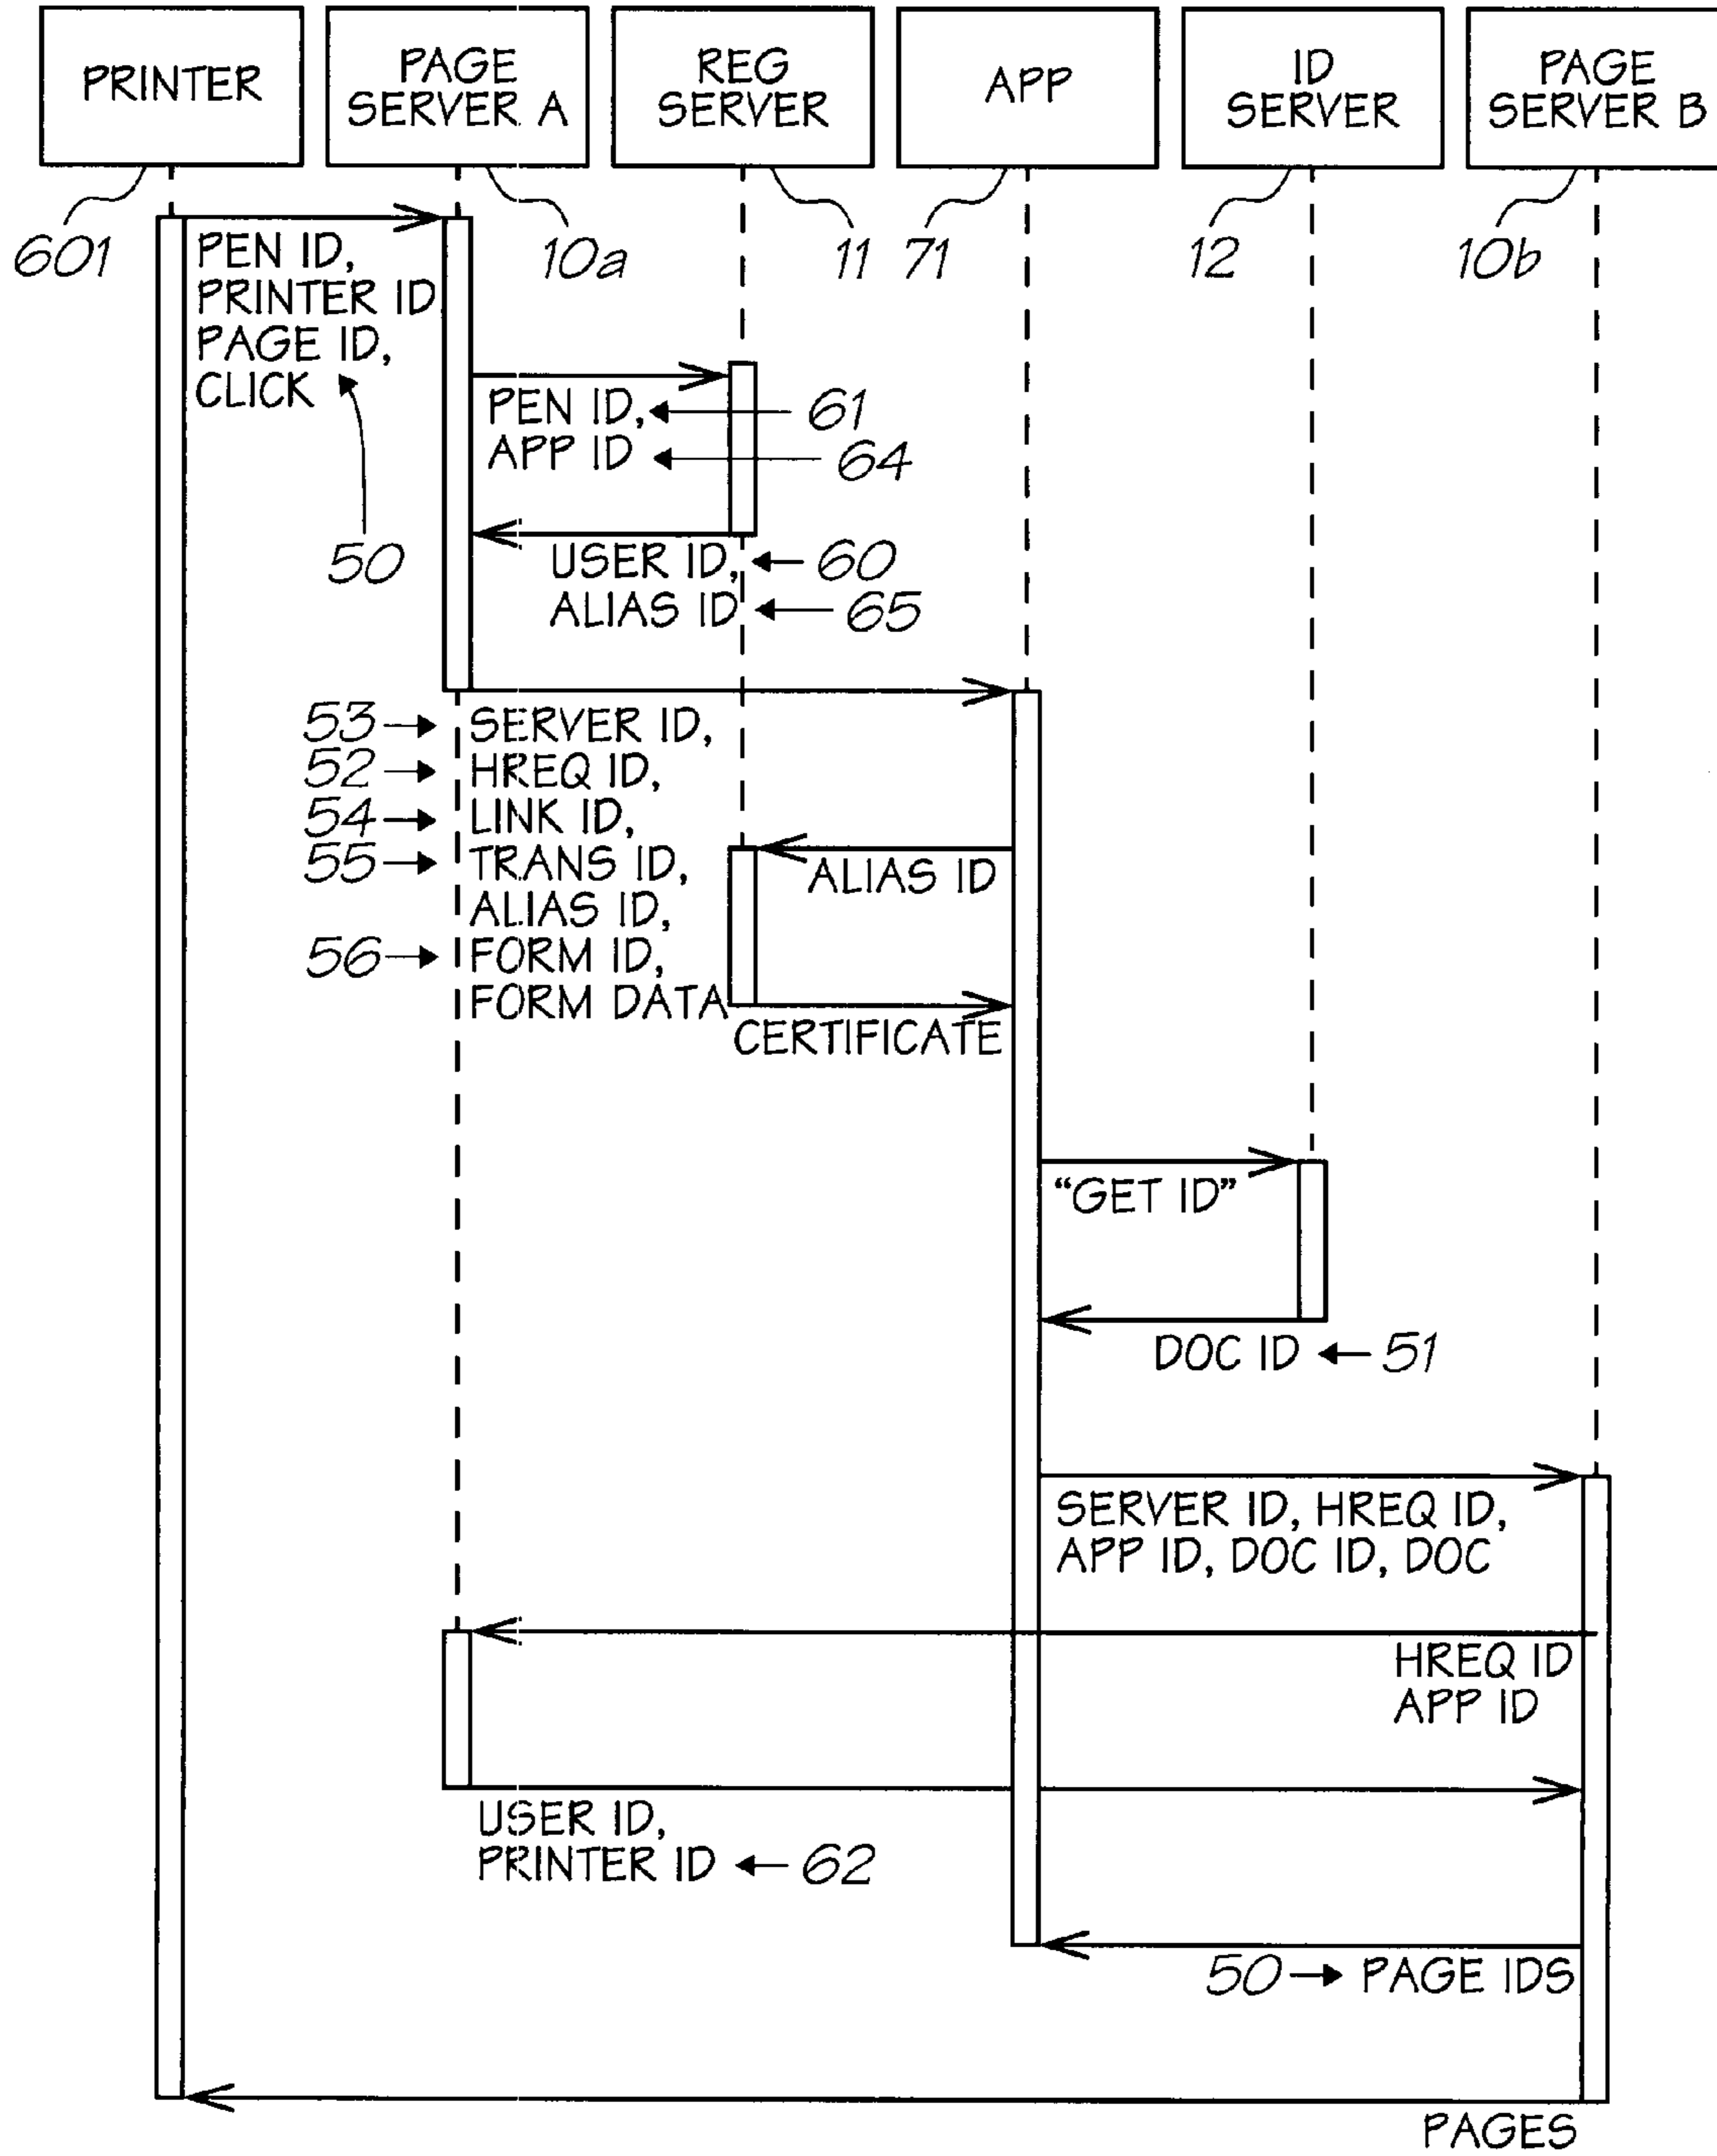 PRINTER
PAGE
SERVER A
REG
SERVER
APP
ID
SERVER
PAGE
SERVER B
601
10a
11
71
12
10b
PEN ID,
PRINTER ID
PAGE ID,
CLICK
50
PEN ID, 61
APP ID 64
USER ID, 60
ALIAS ID 65
53 SERVER ID,
52 HREQ ID,
54 LINK ID,
55 TRANS ID,
ALIAS ID,
56 FORM ID,
FORM DATA
ALIAS ID
CERTIFICATE
“GET ID”
DOC ID 51
SERVER ID, HREQ ID,
APP ID, DOC ID, DOC
HREQ ID
APP ID
USER ID,
PRINTER ID 62
50 PAGE IDS
PAGES